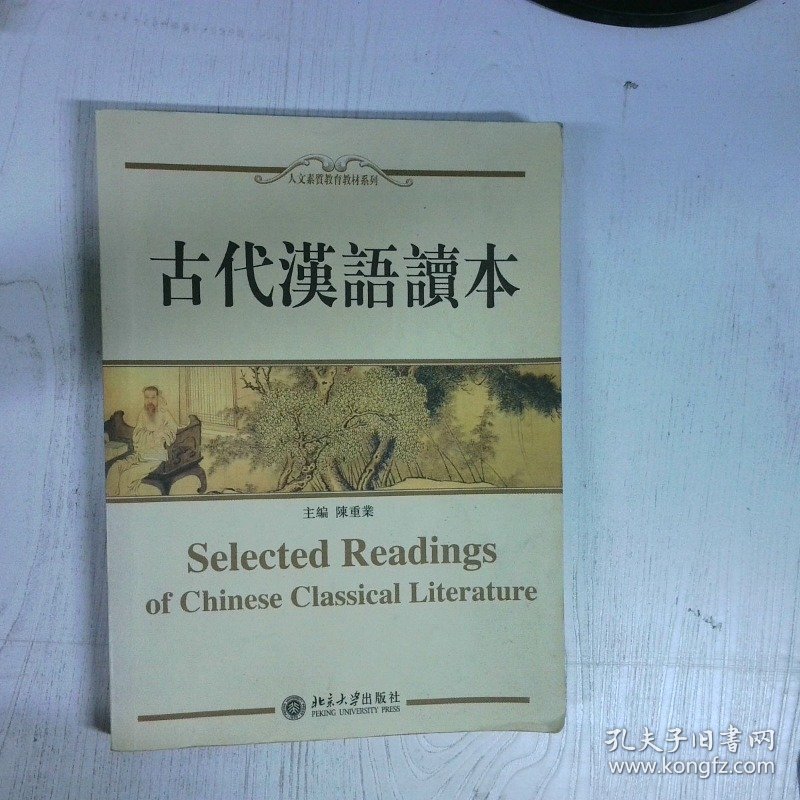 人文素質教育教材系列
古代漢語讀本
主編 陳重業
Selected Readings
of Chinese Classical Literature
北京大学出版社
PEKING UNIVERSITY PRESS
孔夫子旧书网
www.kongfz.com